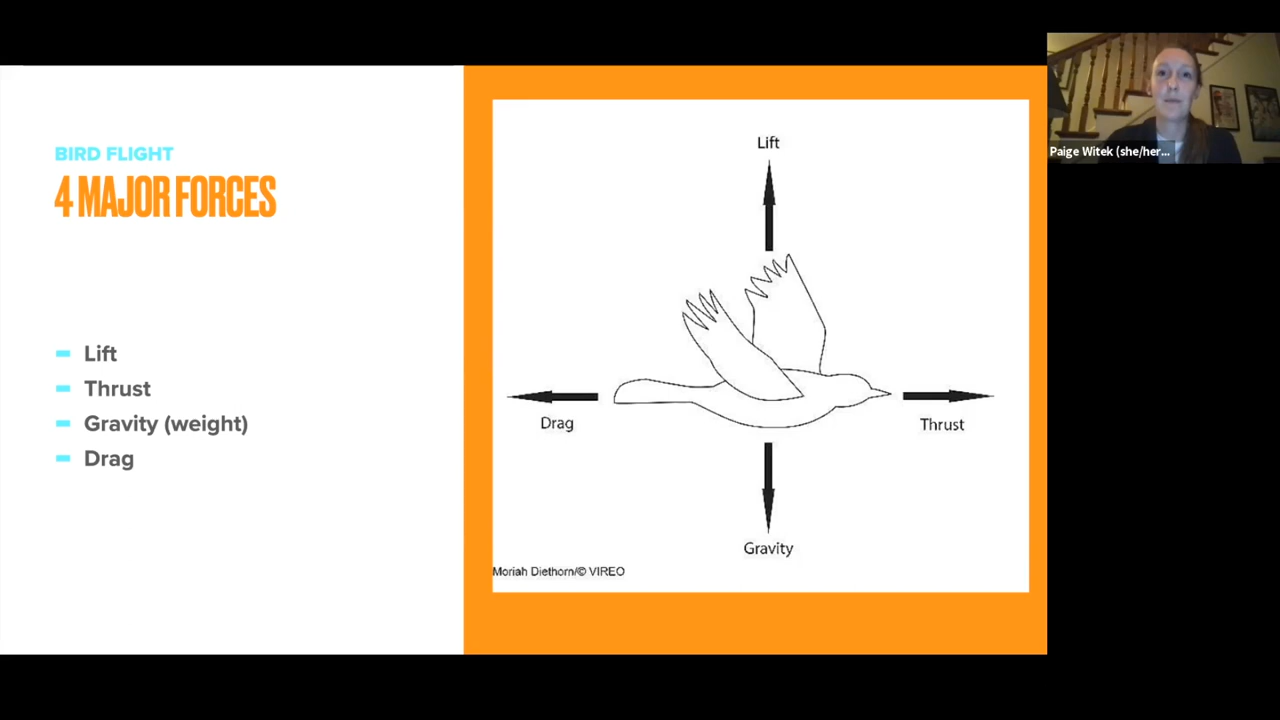 BIRD FLIGHT
4 MAJOR FORCES
Lift
Thrust
Gravity (weight)
Drag
Lift
Drag
Thrust
Gravity
Moriah Diethorn/© VIREO
Paige Witek (she/her...